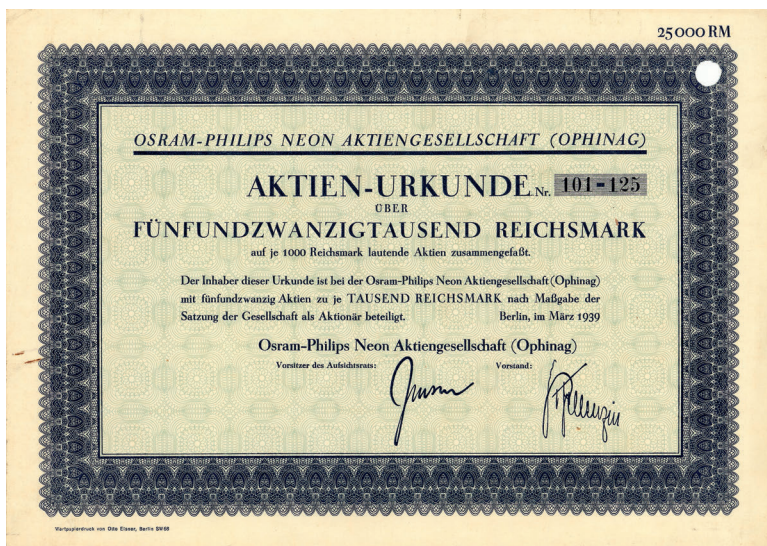 25000 RM
OSRAM-PHILIPS NEON AKTIENGESELLSCHAFT (OPHINAG)
AKTIEN-URKUNDE Nr. 101-125
ÜBER
FÜNFUNDZWANZIGTAUSEND REICHSMARK
auf je 1000 Reichsmark lautende Aktien zusammengefaßt.
Der Inhaber dieser Urkunde ist bei der Osram-Philips Neon Aktiengesellschaft (Ophinag)
mit fünfundzwanzig Aktien zu je TAUSEND REICHSMARK nach Maßgabe der
Satzung der Gesellschaft als Aktionär beteiligt. Berlin, im März 1939
Osram-Philips Neon Aktiengesellschaft (Ophinag)
Vorsitzer des Aufsichtsrats: Vorstand:
Wertpapierdruck von Otto Elsner, Berlin SW 68